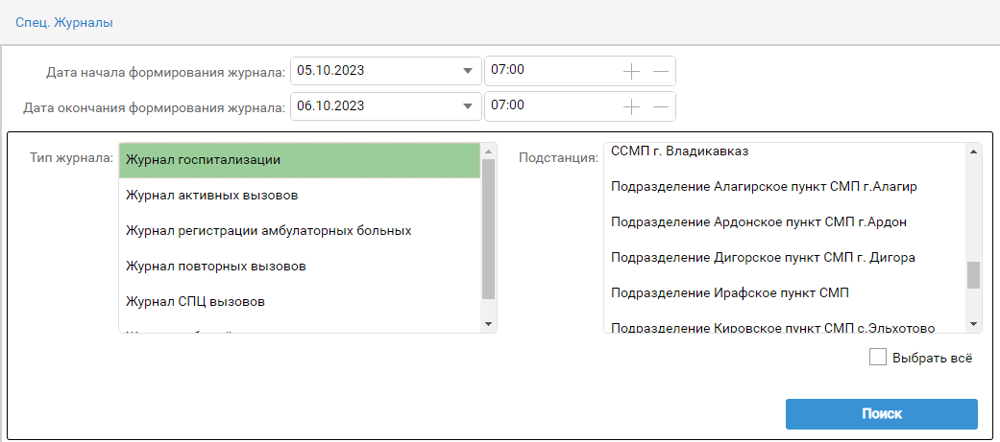 Спец. Журналы
Дата начала формирования журнала: 05.10.2023 07:00
Дата окончания формирования журнала: 06.10.2023 07:00
Тип журнала:
Журнал госпитализации
Журнал активных вызовов
Журнал регистрации амбулаторных больных
Журнал повторных вызовов
Журнал СПЦ вызовов
Подстанция:
ССМП г. Владикавказ
Подразделение Алагирское пункт СМП г.Алагир
Подразделение Ардонское пункт СМП г.Ардон
Подразделение Дигорское пункт СМП г. Дигора
Подразделение Ирафское пункт СМП
Подразделение Кировское пункт СМП с.Эльхотово
Выбрать всё
Поиск